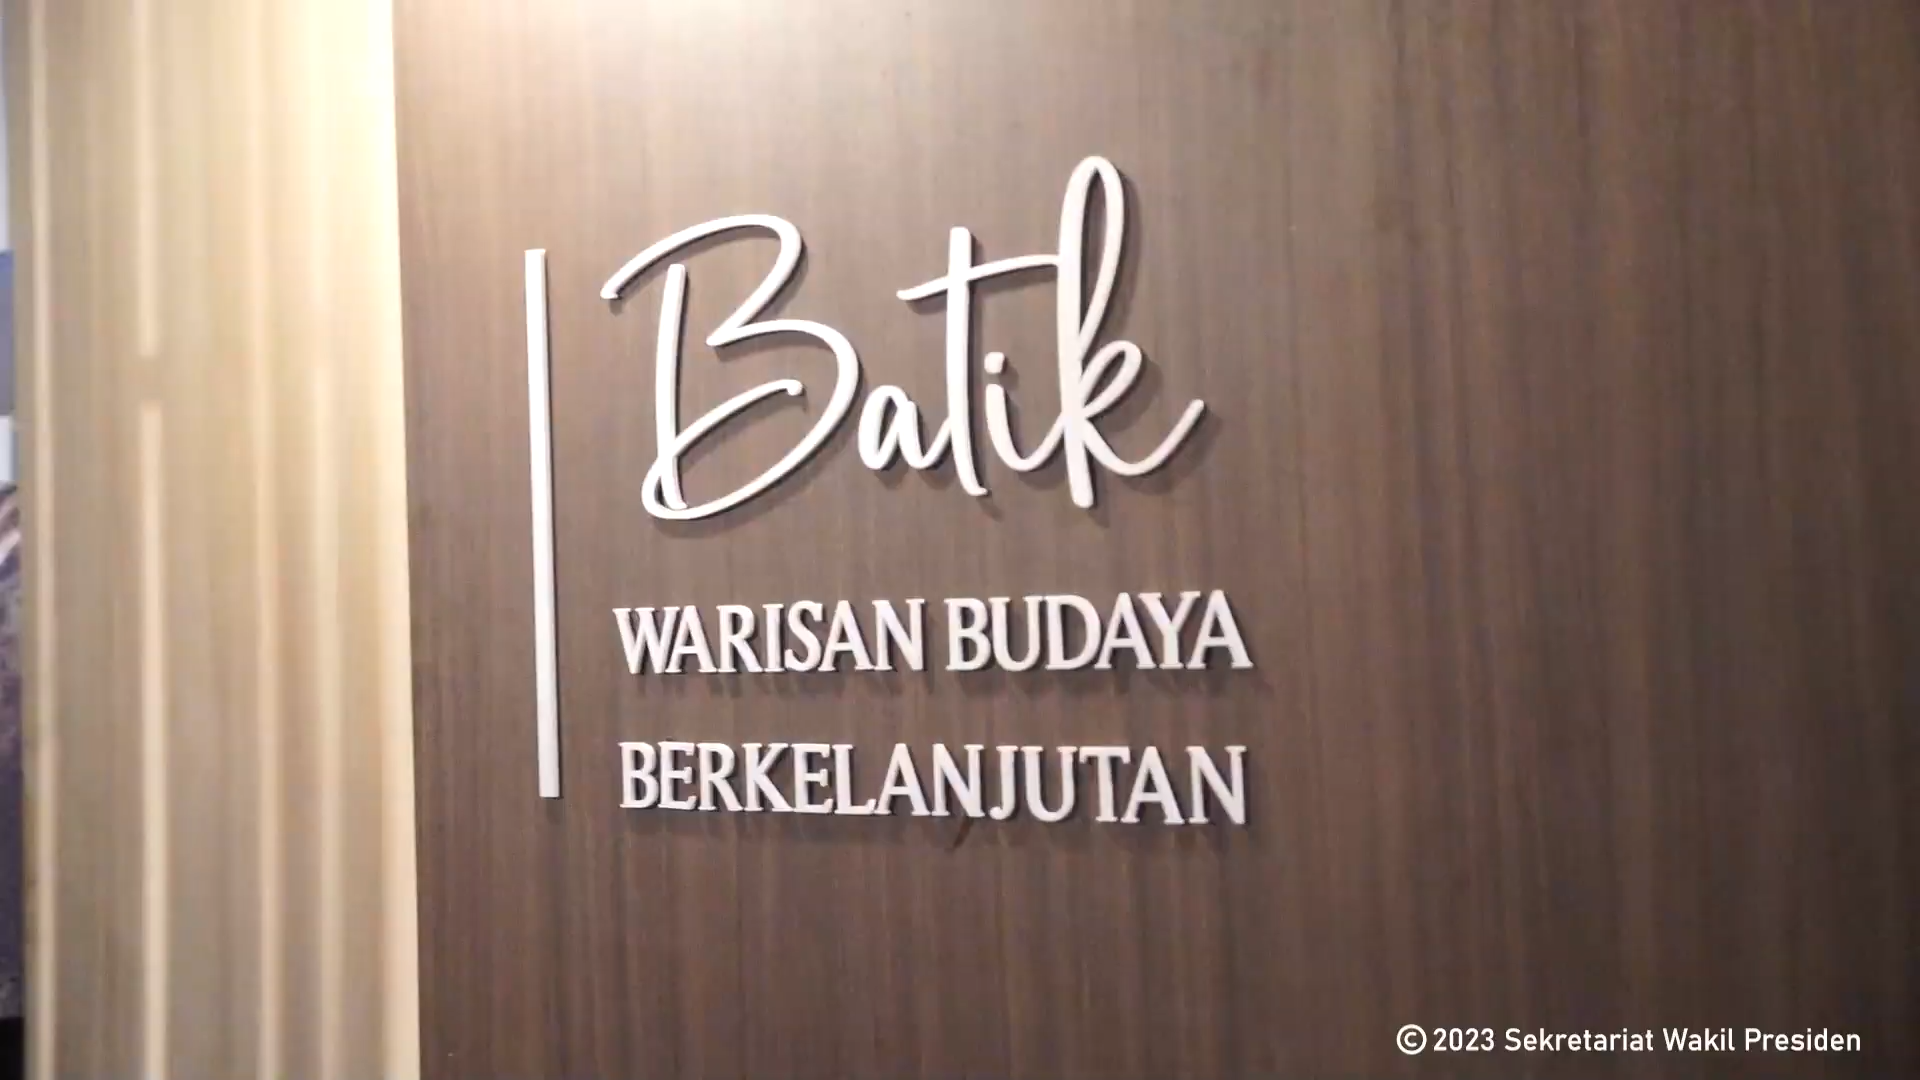 Batik
WARISAN BUDAYA
BERKELANJUTAN
© 2023 Sekretariat Wakil Presiden